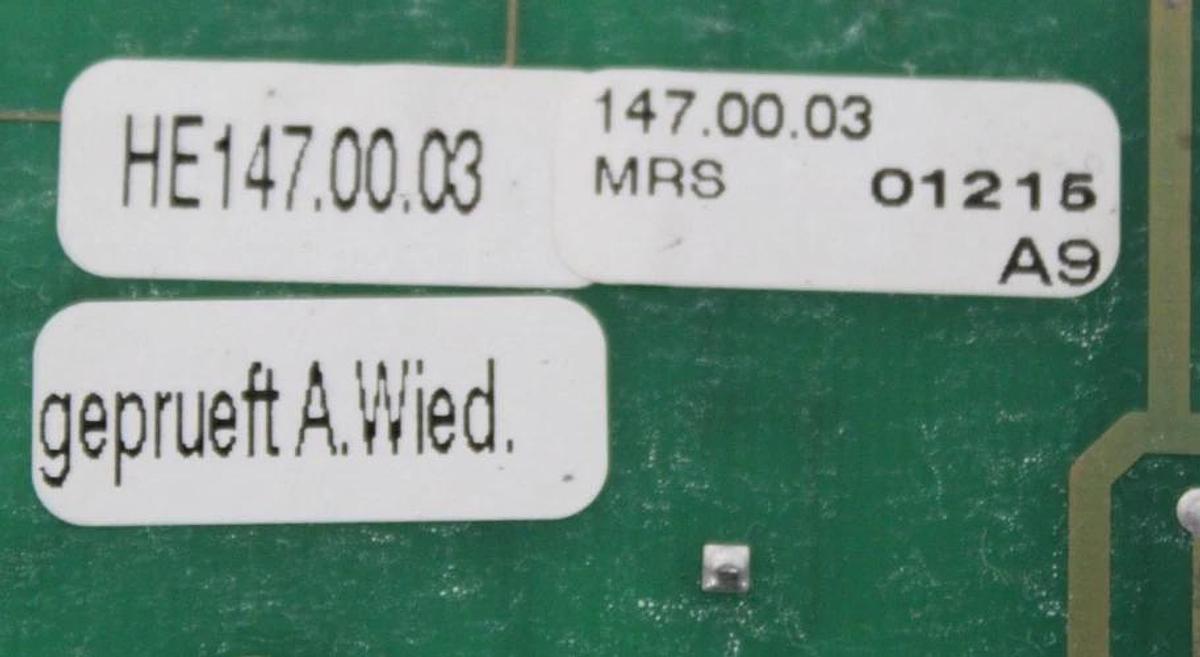 HE147.00.03
147.00.03
MRS 01215
A9
geprueft A.Wied.